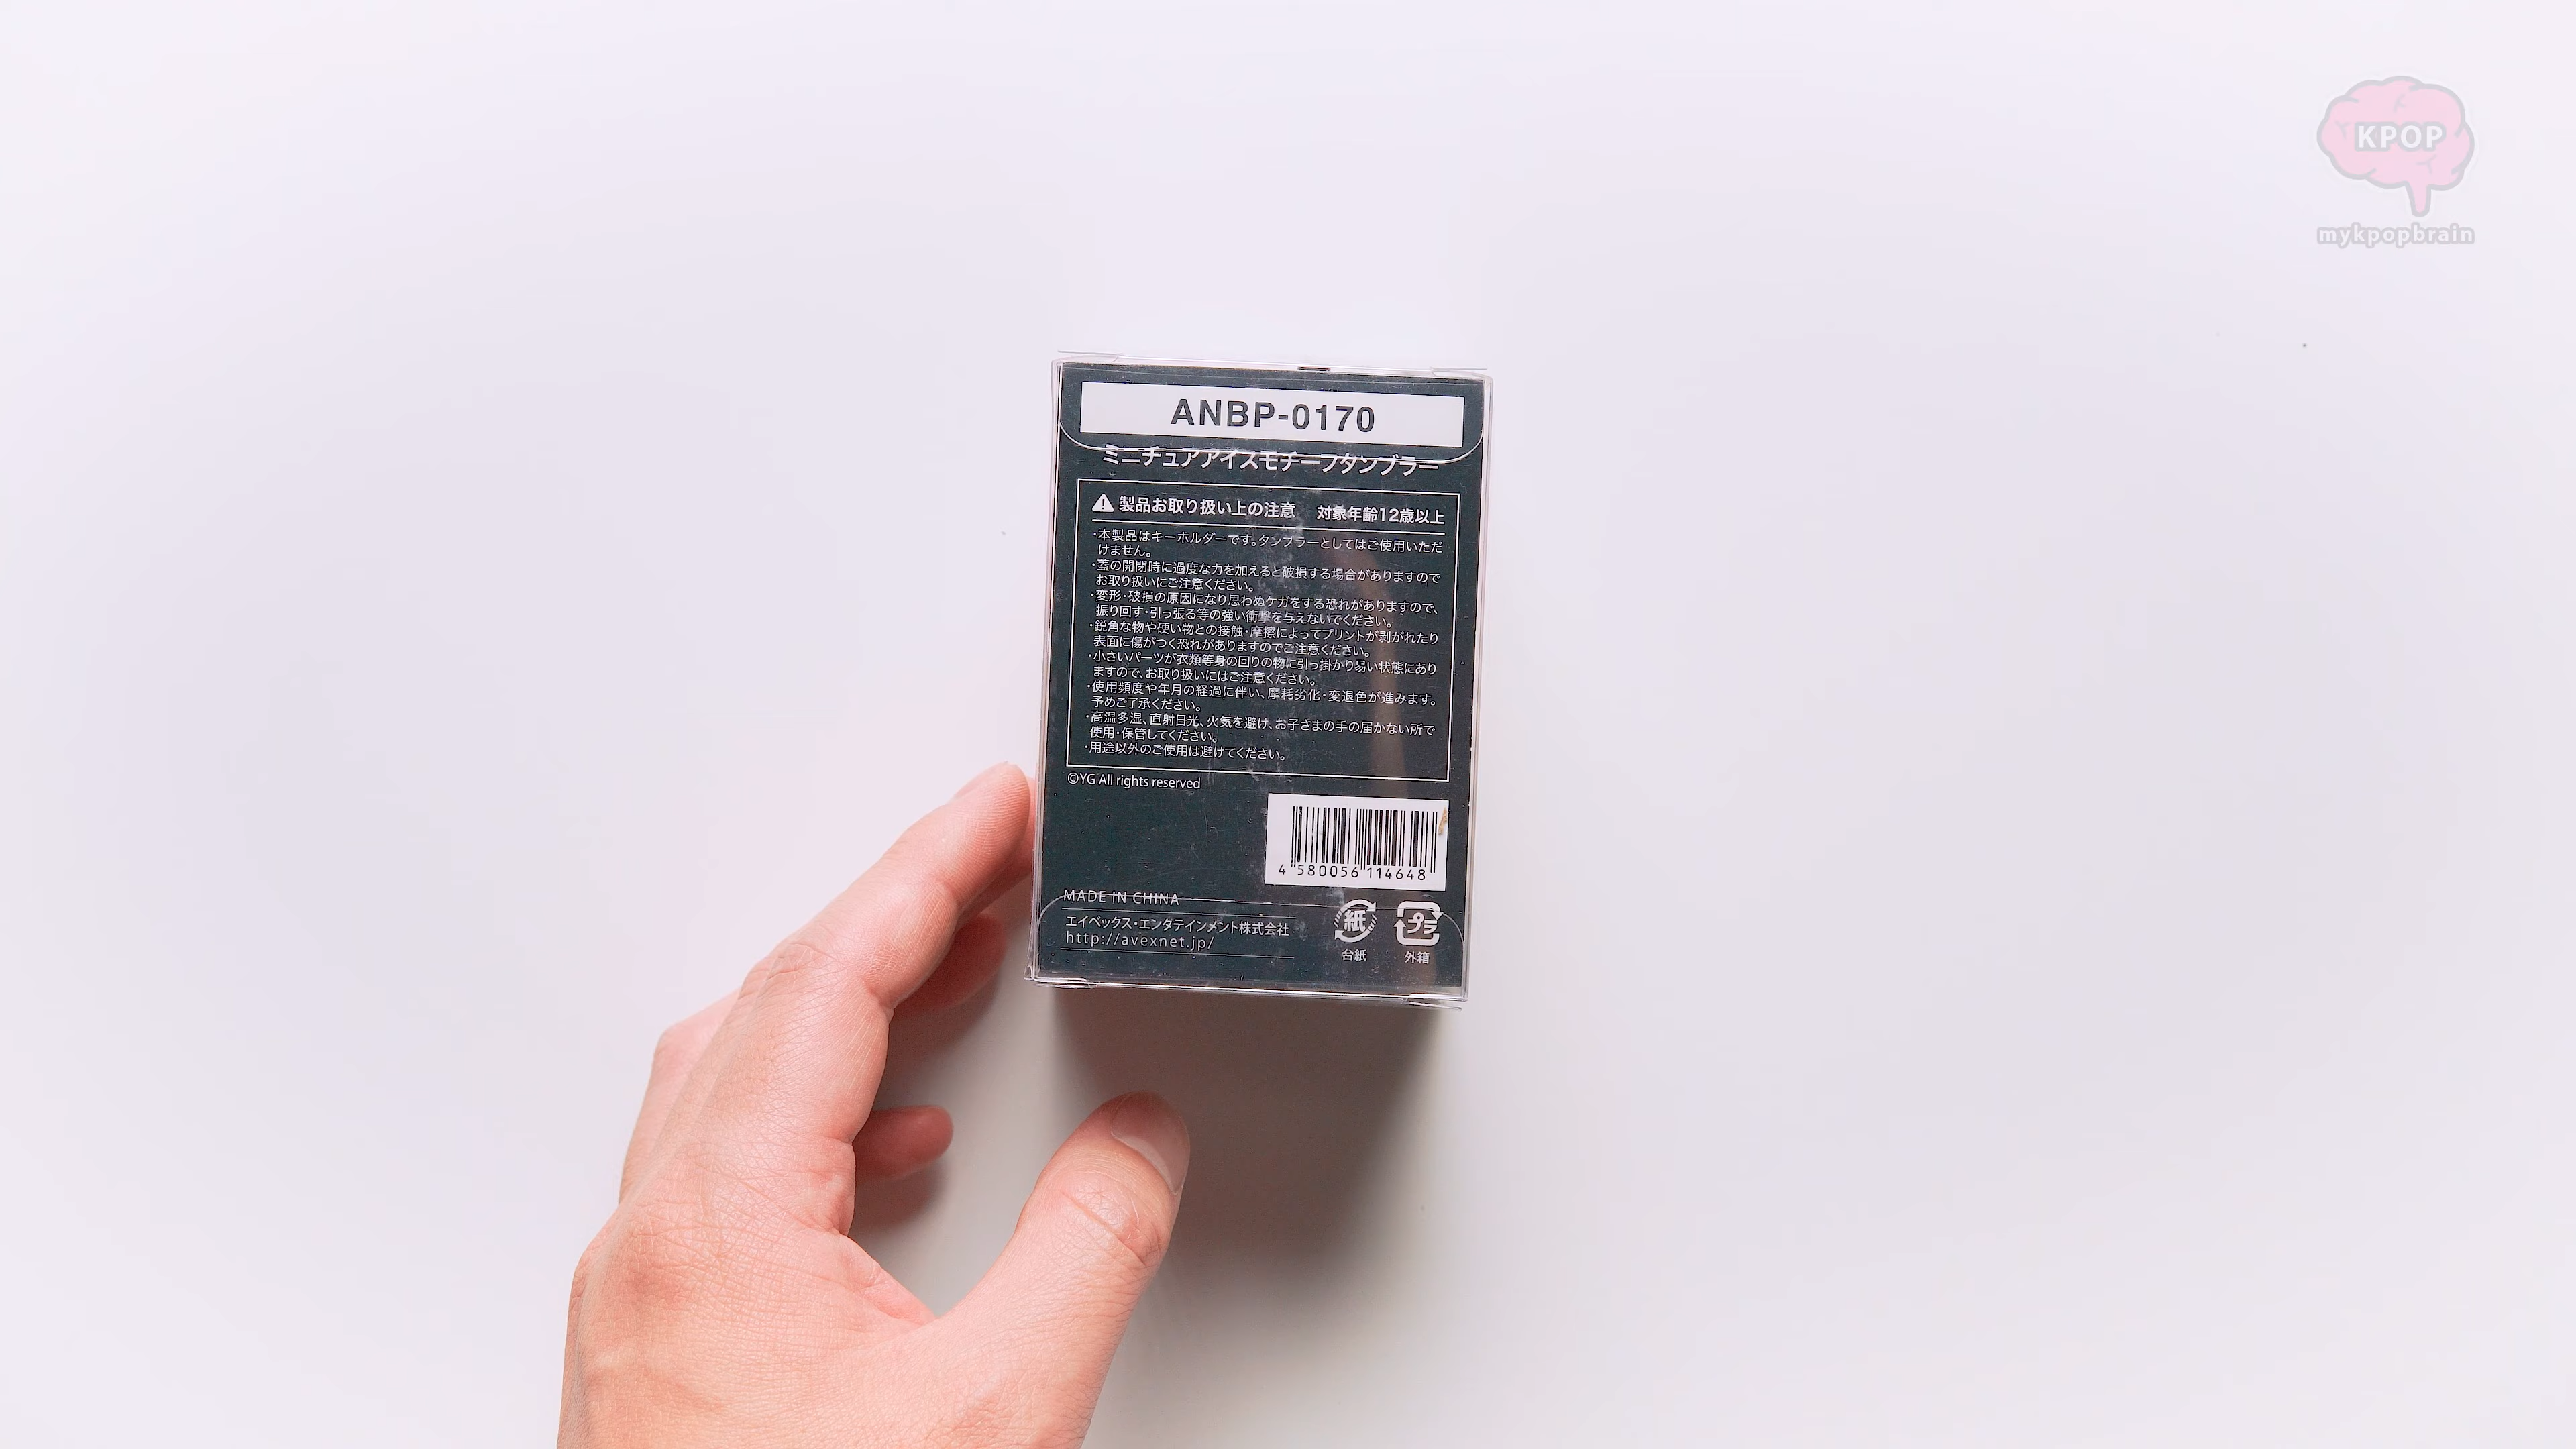 KPOP
mykpopbrain
ANBP-0170
ミニチュアアイスモチーフタンブラー
製品お取り扱い上の注意 対象年齢12歳以上
・本製品はキーホルダーです。タンブラーとしてはご使用いただ
けません。
・蓋の開閉時に過度な力を加えると破損する場合がありますので
お取り扱いにご注意ください。
・変形・破損の原因になり思わぬケガをする恐れがありますので、
振り回す・引っ張る等の強い衝撃を与えないでください。
・鋭角な物や硬い物との接触・摩擦によってプリントが剥がれたり
表面に傷がつく恐れがありますのでご注意ください。
・小さいパーツが衣類等身の回りの物に引っ掛かり易い状態にあり
ますので、お取り扱いにはご注意ください。
・使用頻度や年月の経過に伴い、摩耗劣化・変退色が進みます。
予めご了承ください。
・高温多湿、直射日光、火気を避け、お子さまの手の届かない所で
使用・保管してください。
・用途以外のご使用は避けてください。
©YG All rights reserved
4 580056 114648
MADE IN CHINA
エイベックス・エンタテインメント株式会社
http://avexnet.jp/
紙 プラ
台紙 外箱